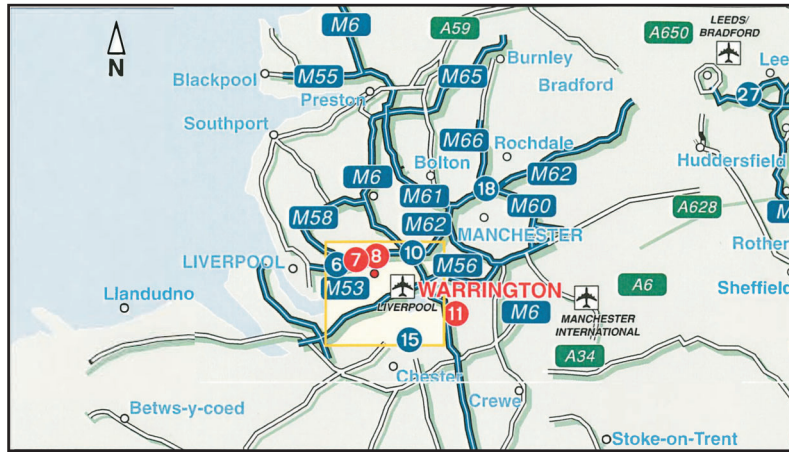 M6
A59
A650
LEEDS/
BRADFORD
Blackpool
M55
Preston
M65
Burnley
Bradford
Lee
27
Southport
M66
Rochdale
Huddersfield
Bolton
M6
M61
18
M62
M60
A628
M
M58
M62
MANCHESTER
Rother
LIVERPOOL
6
7
8
10
M56
A6
Sheffield
M53
WARRINGTON
Llandudno
LIVERPOOL
11
M6
MANCHESTER
INTERNATIONAL
15
A34
Chester
Betws-y-coed
Crewe
Stoke-on-Trent
N